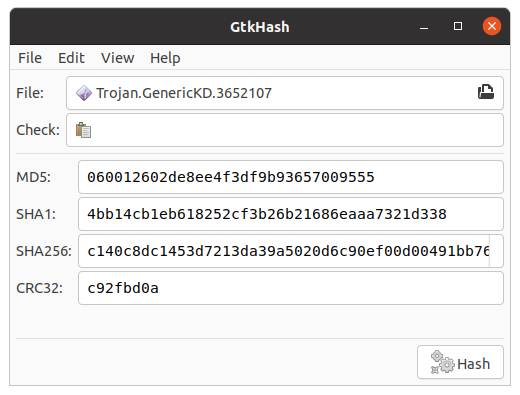 GtkHash
File Edit View Help
File: Trojan.GenericKD.3652107
Check:
MD5: 060012602de8ee4f3df9b93657009555
SHA1: 4bb14cb1eb618252cf3b26b21686eaaa7321d338
SHA256: c140c8dc1453d7213da39a5020d6c90ef00d00491bb76
CRC32: c92fbd0a
Hash